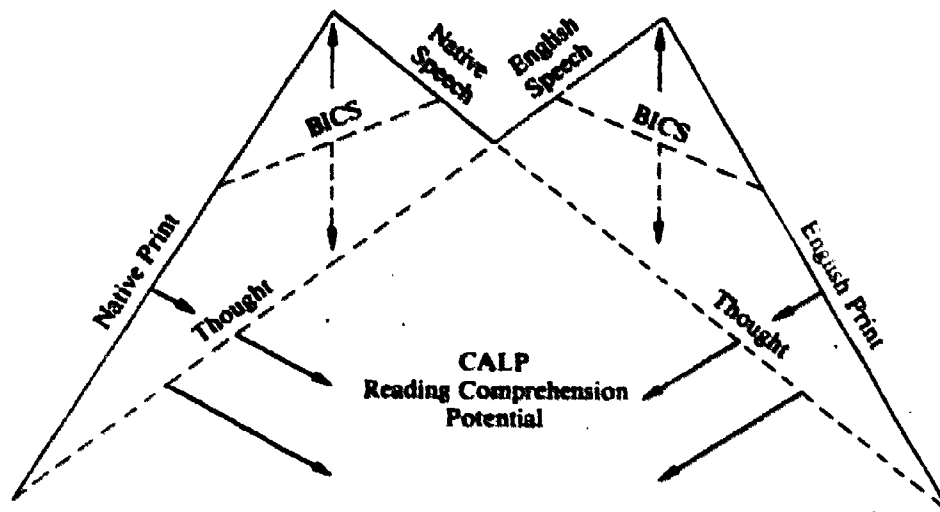 Native
Speech
English
Speech
BICS
BICS
Native Print
English Print
Thought
Thought
CALP
Reading Comprehension
Potential